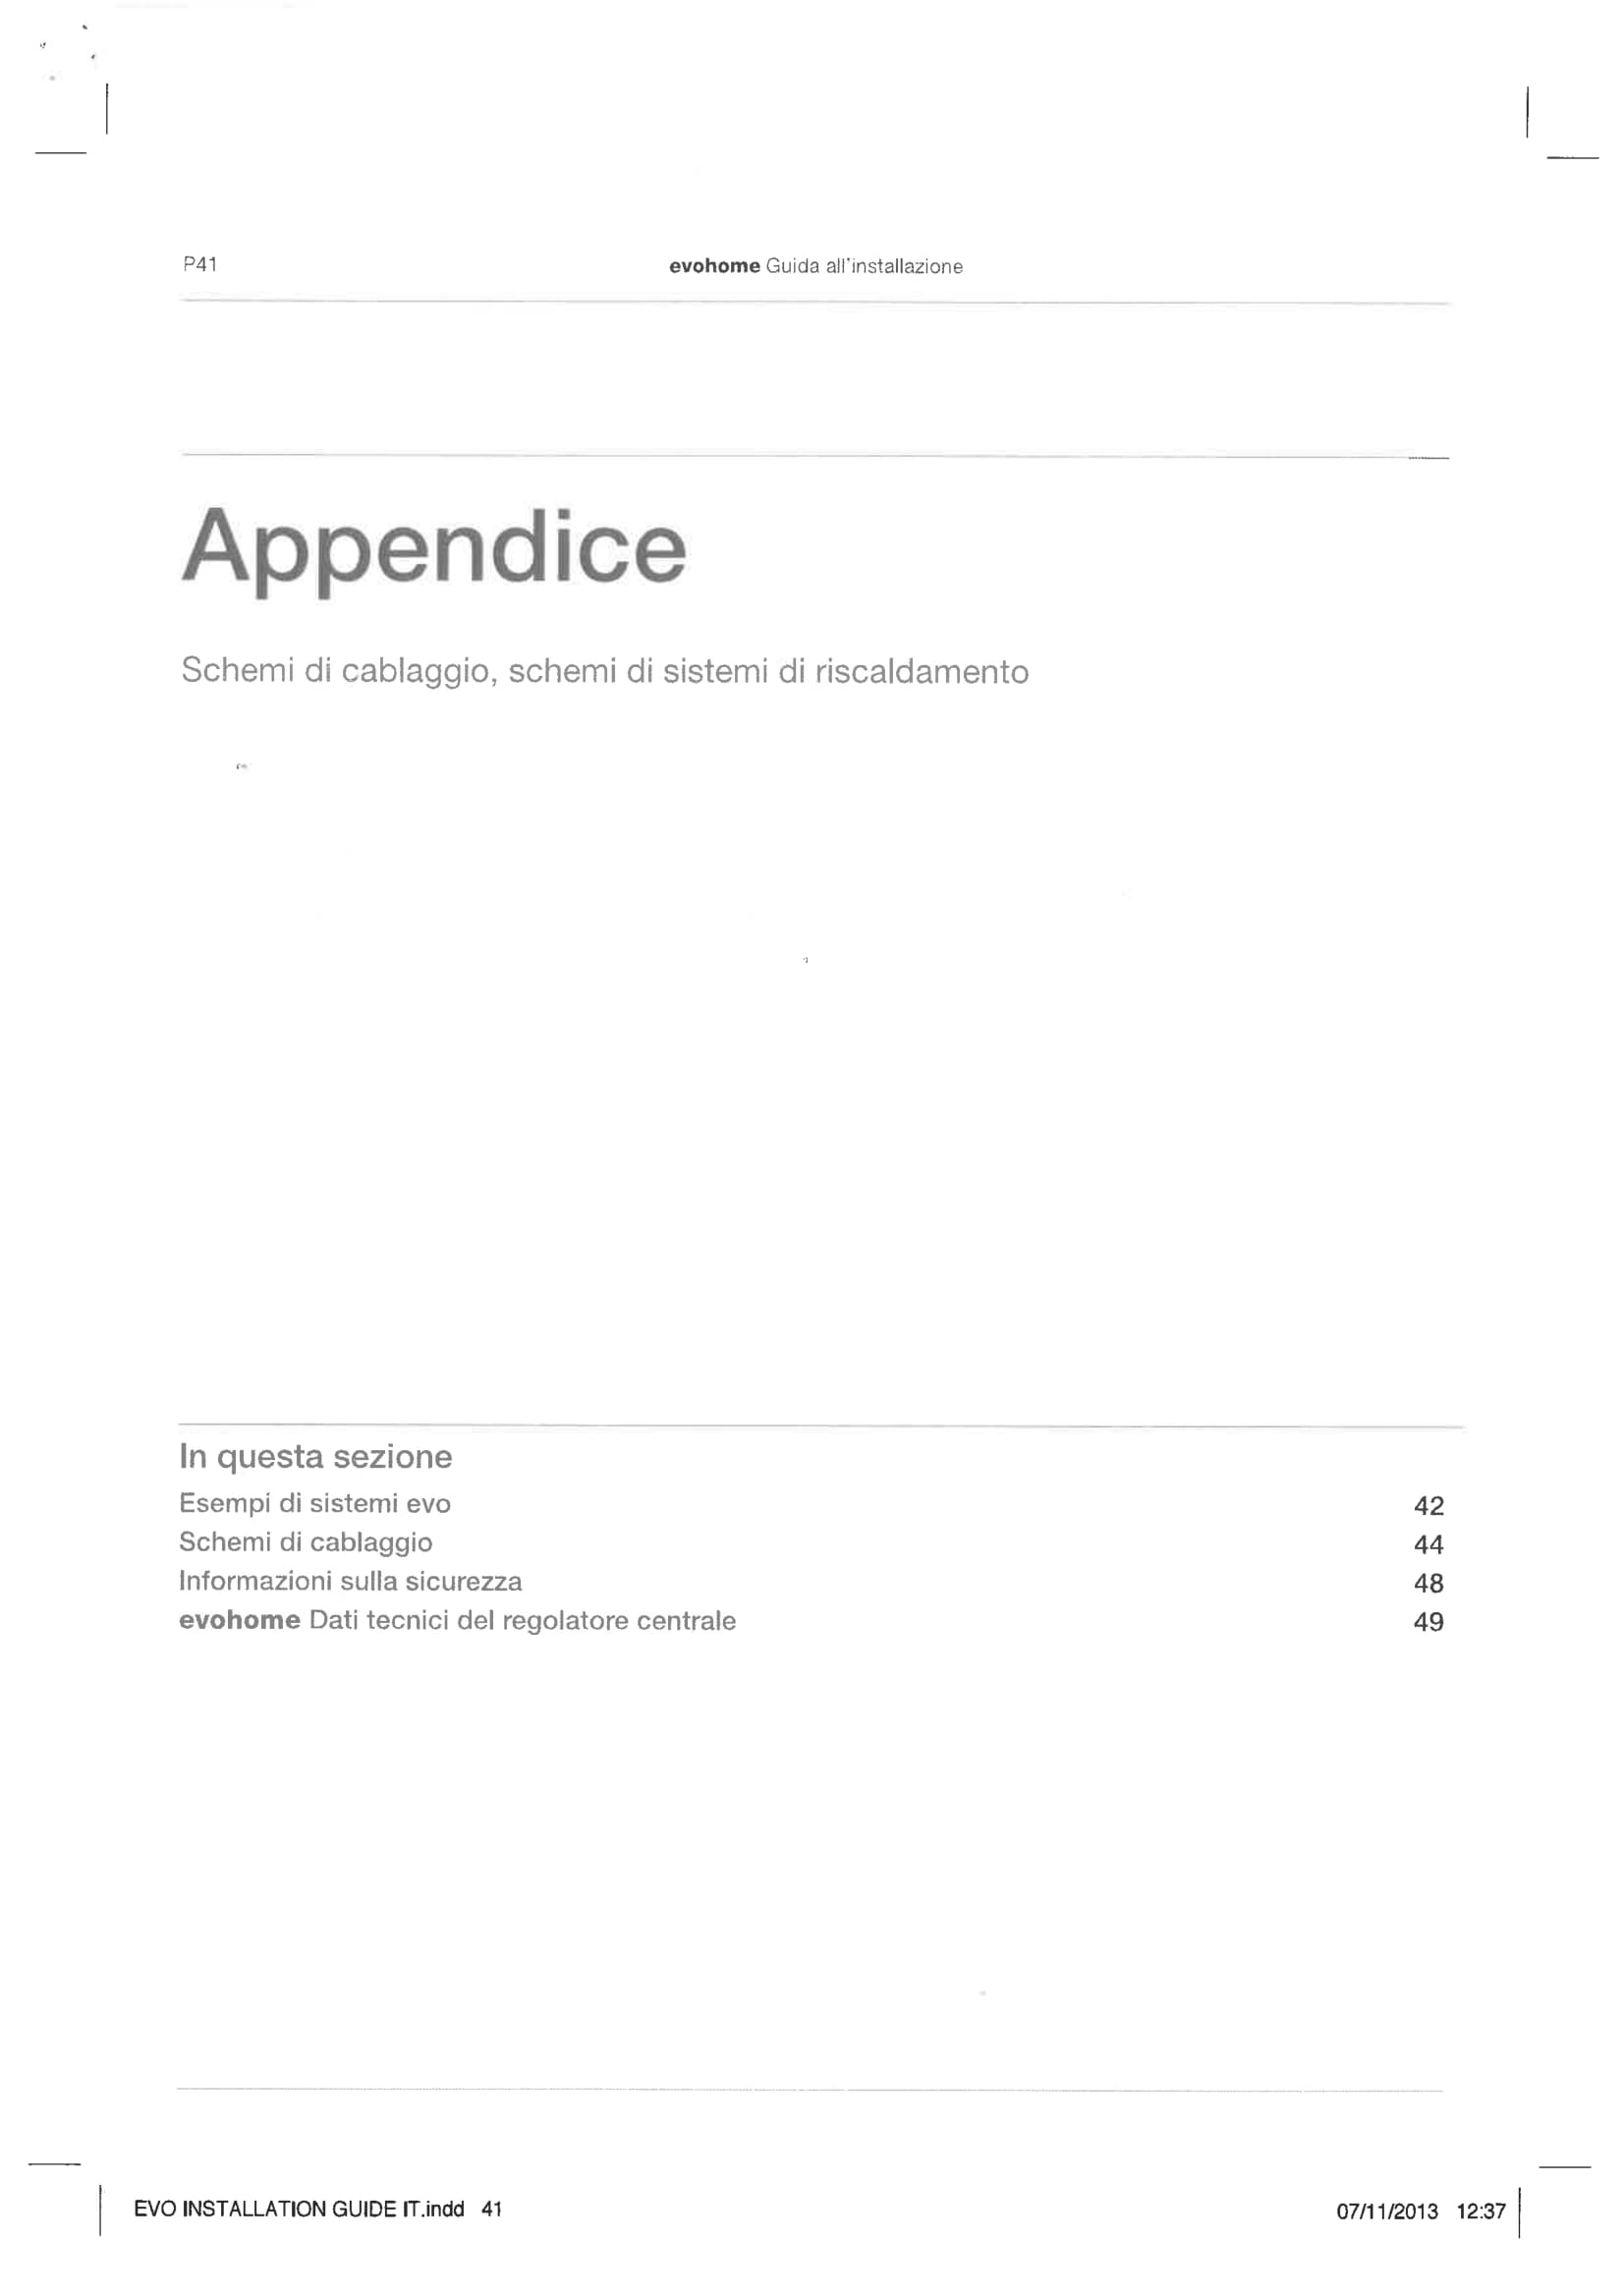 P41
evohome Guida all'installazione
Appendice
Schemi di cablaggio, schemi di sistemi di riscaldamento
In questa sezione
Esempi di sistemi evo 42
Schemi di cablaggio 44
Informazioni sulla sicurezza 48
evohome Dati tecnici del regolatore centrale 49
EVO INSTALLATION GUIDE IT.indd 41
07/11/2013 12:37